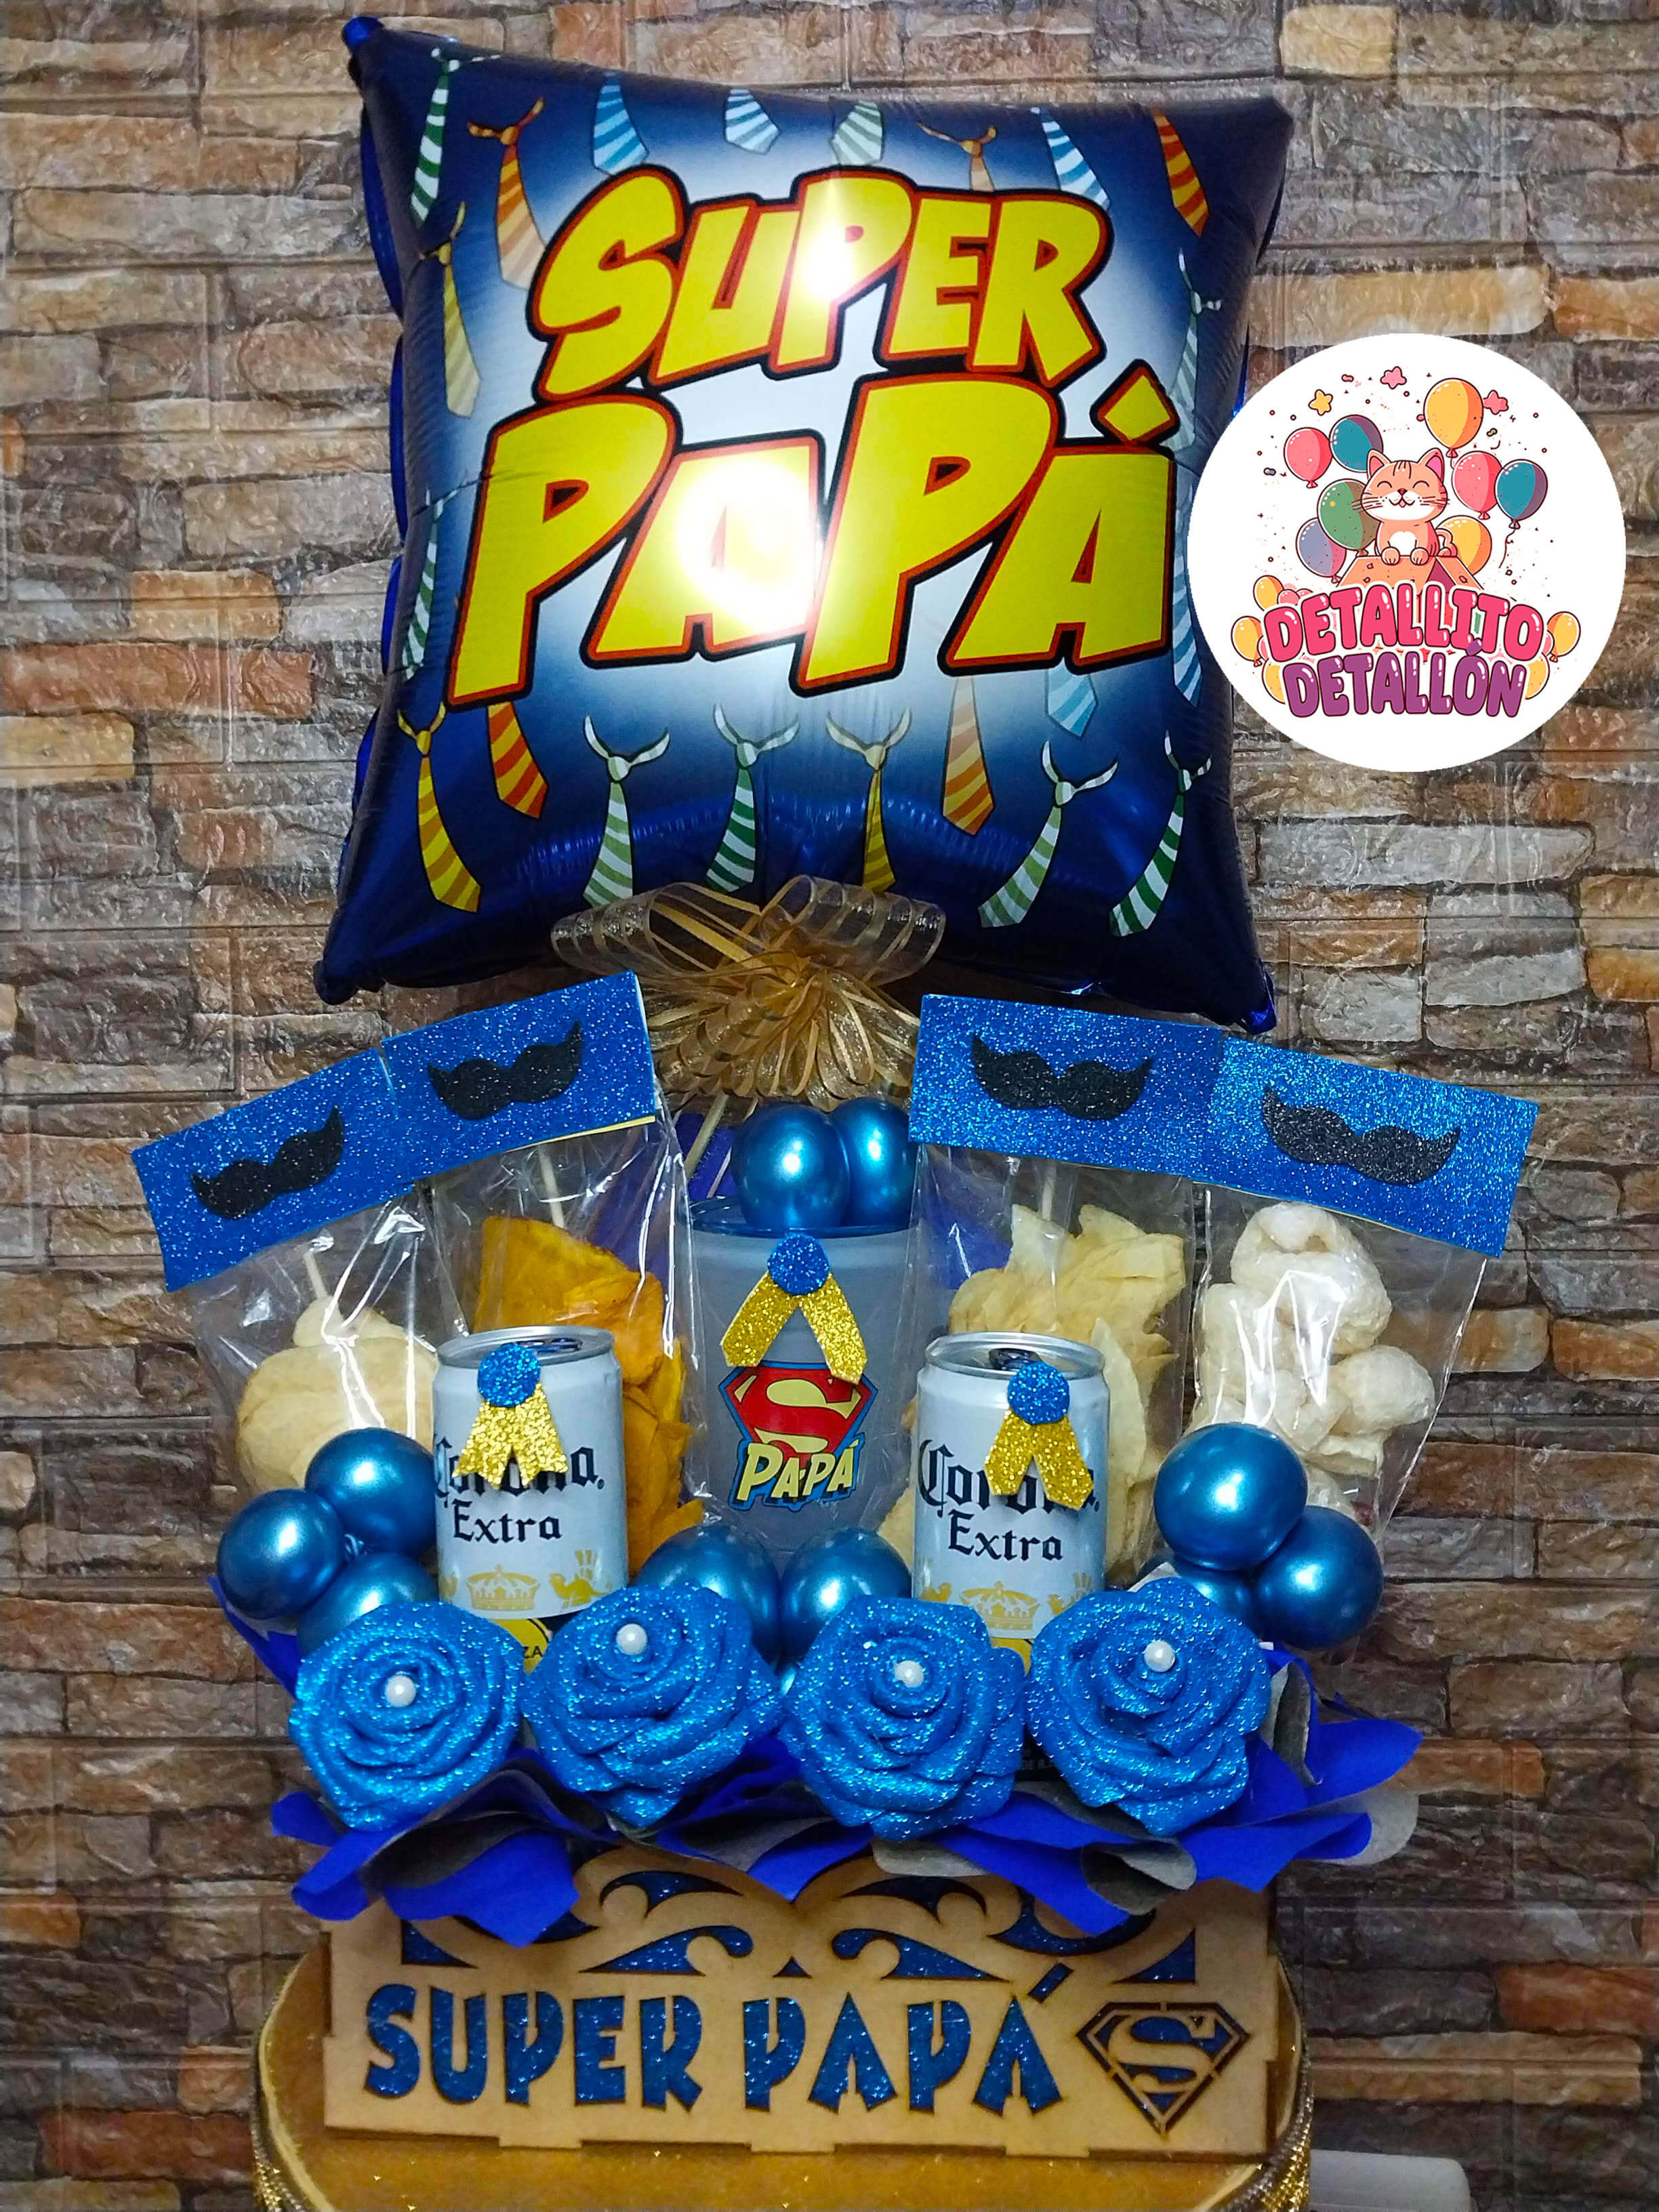 SUPER
PAPÁ
DETALLITO
DETALLÓN
S
PAPÁ
Corona
Extra
Corona
Extra
SUPER PAPÁ S